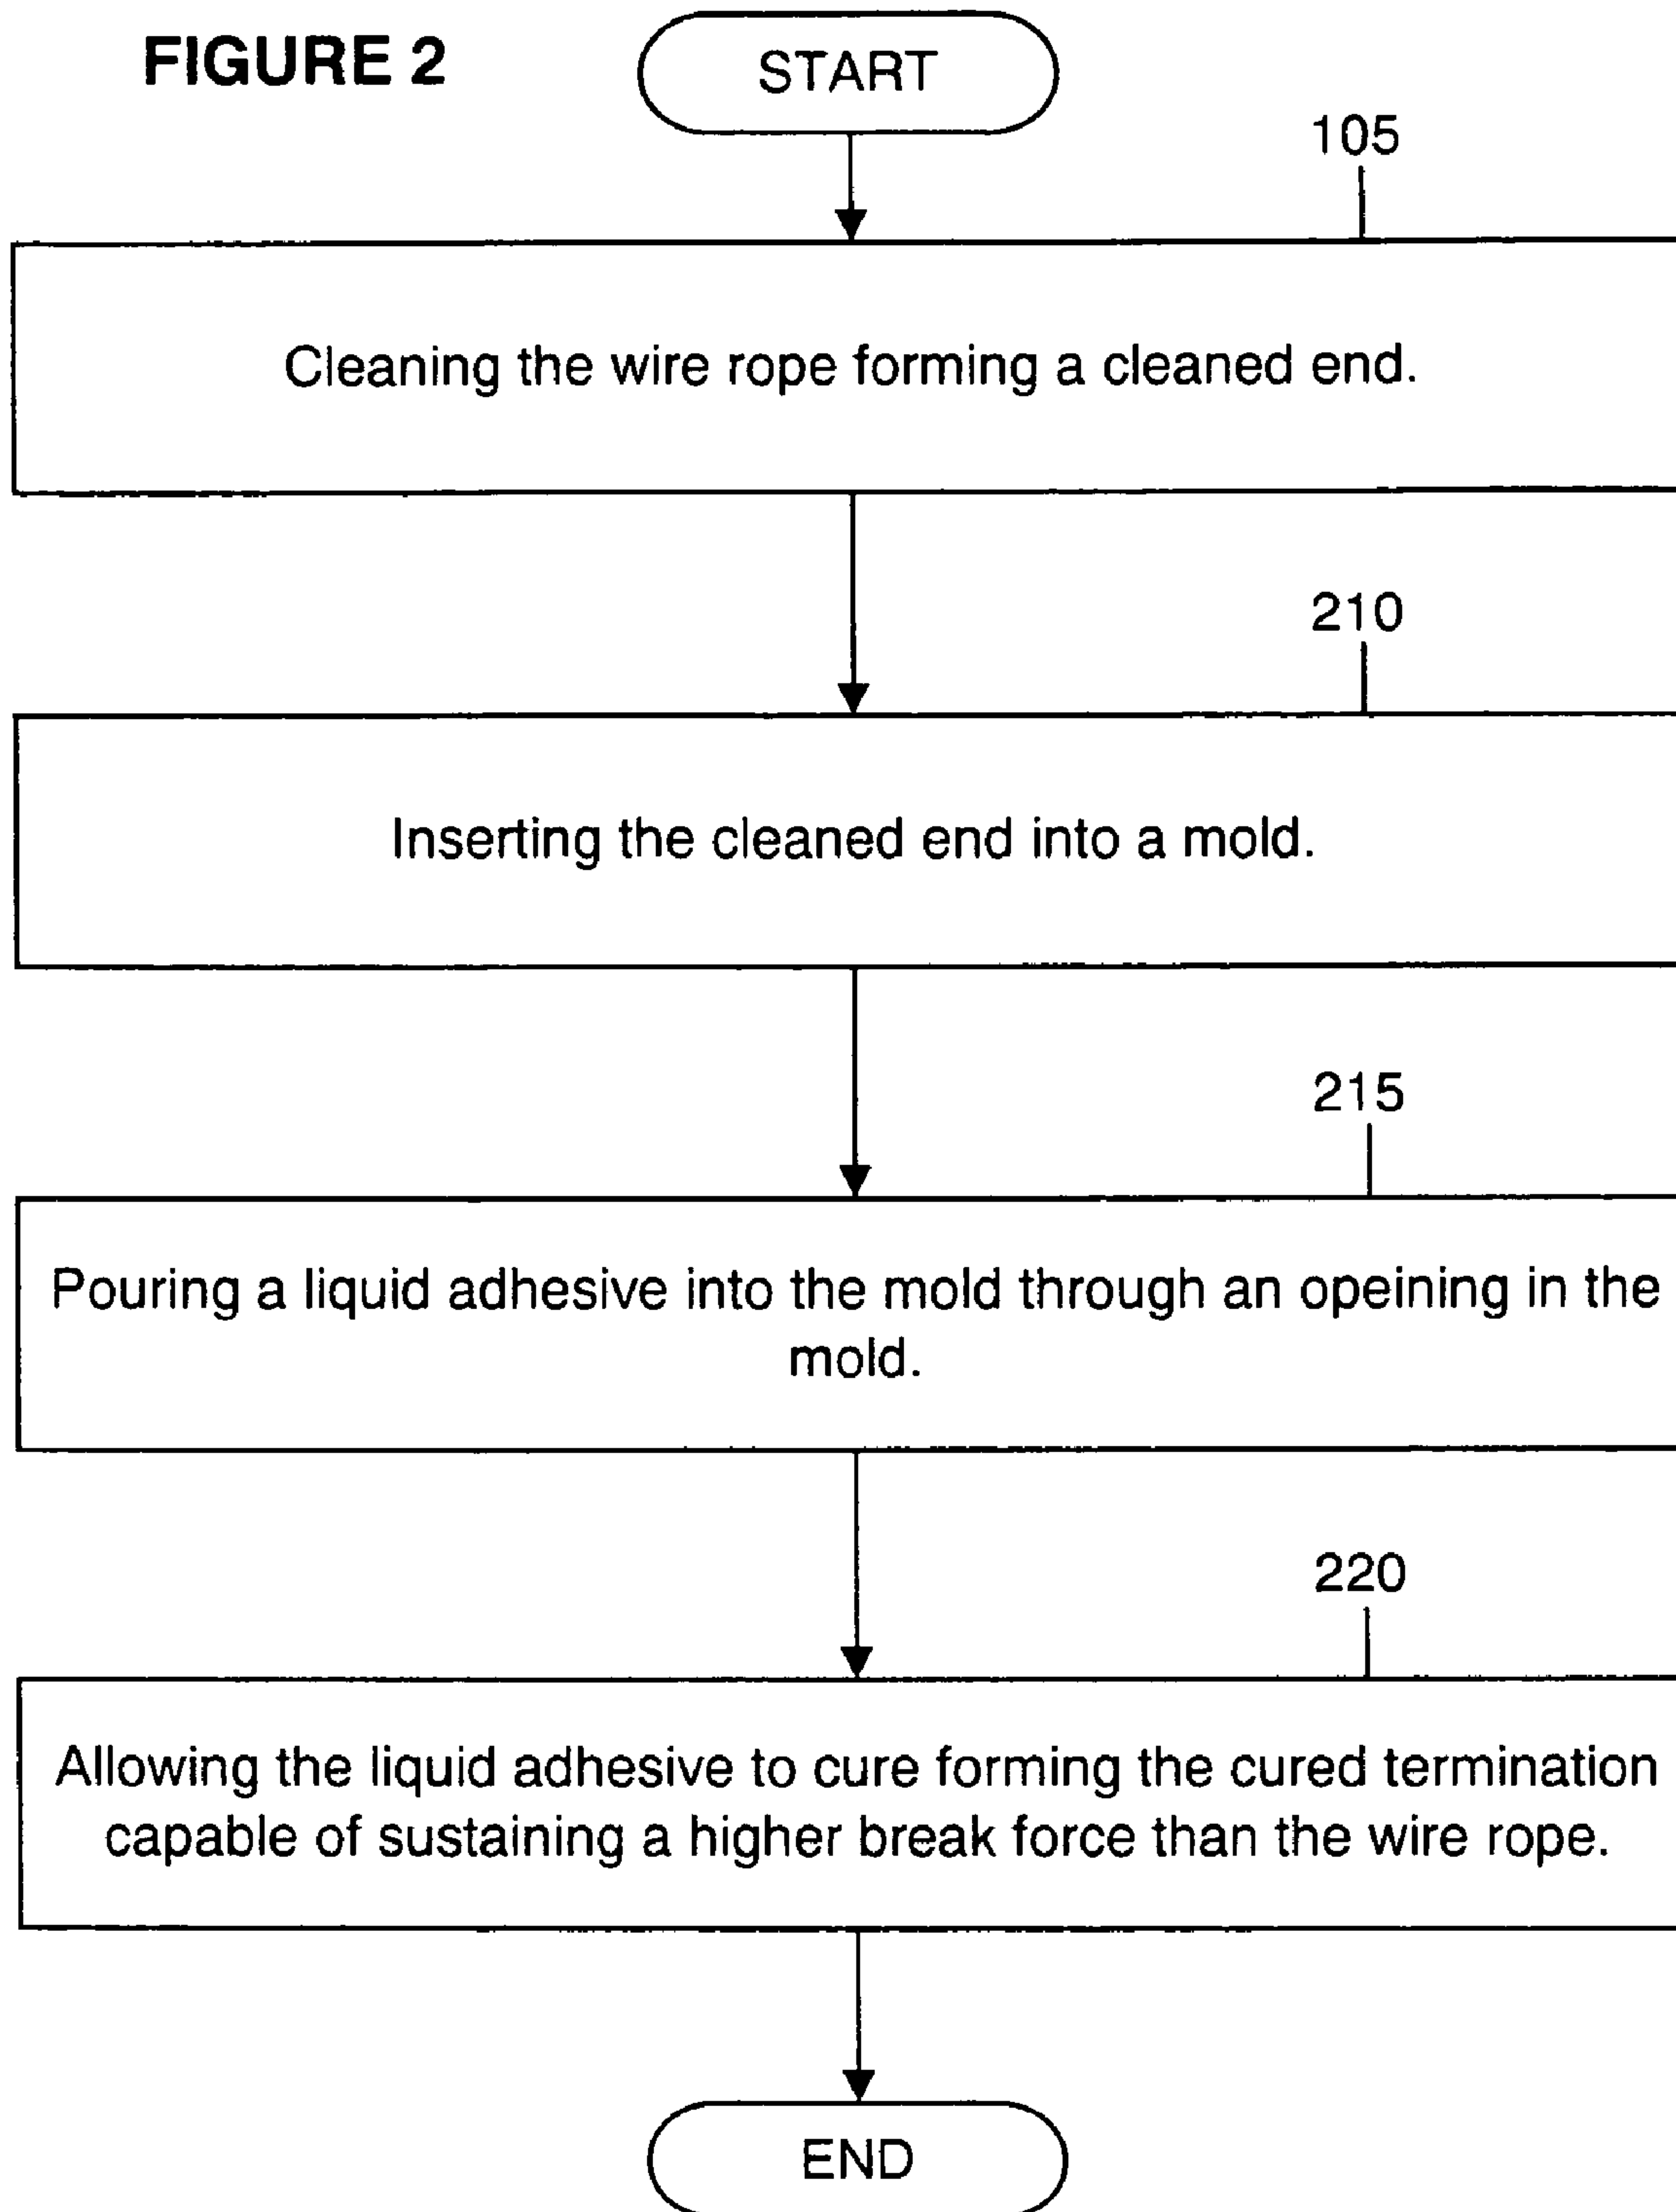 FIGURE 2
START
105
Cleaning the wire rope forming a cleaned end.
210
Inserting the cleaned end into a mold.
215
Pouring a liquid adhesive into the mold through an opeining in the
mold.
220
Allowing the liquid adhesive to cure forming the cured termination
capable of sustaining a higher break force than the wire rope.
END